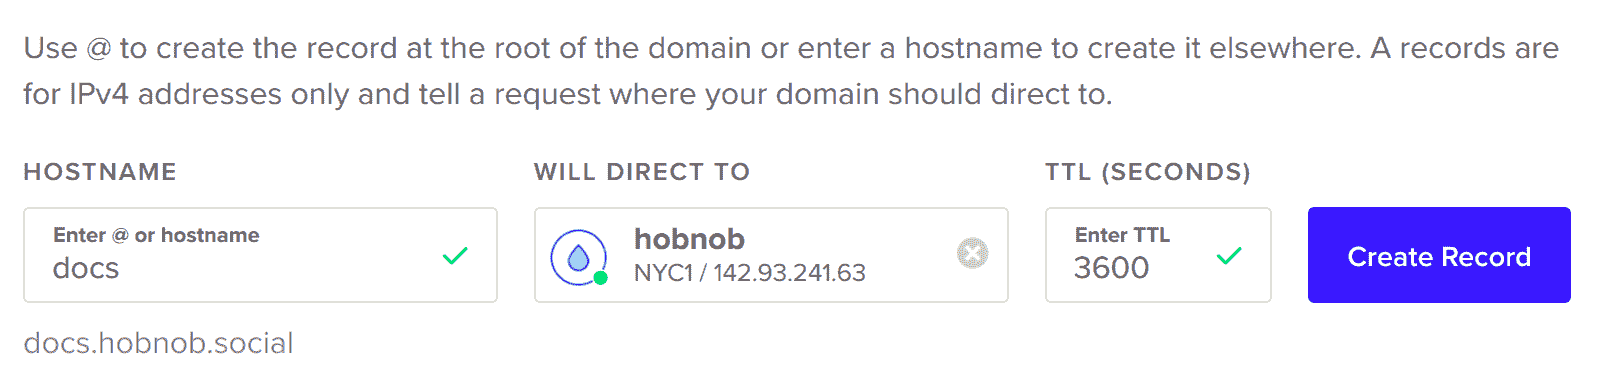 Use @ to create the record at the root of the domain or enter a hostname to create it elsewhere. A records are
for IPv4 addresses only and tell a request where your domain should direct to.
HOSTNAME
Enter @ or hostname
docs
docs.hobnob.social
WILL DIRECT TO
hobnob
NYC1 / 142.93.241.63
TTL (SECONDS)
Enter TTL
3600
Create Record